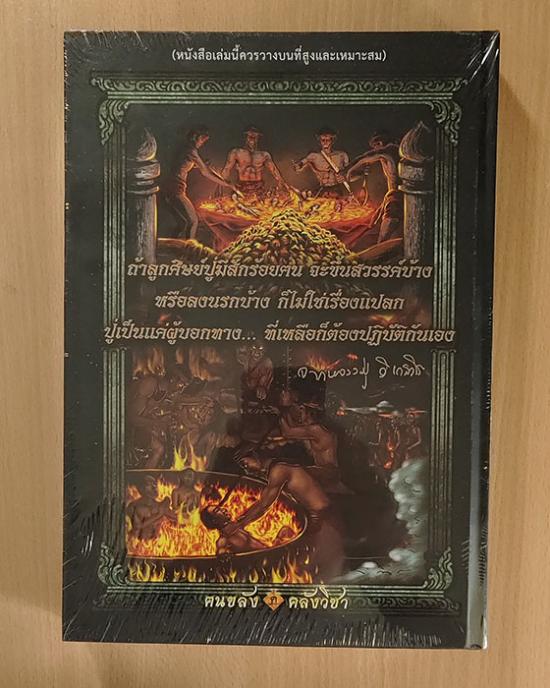 (หนังสือเล่มนี้ควรวางบนที่สูงและเหมาะสม)
ถ้าลูกศิษย์ปู่มีสักร้อยคน จะขึ้นสวรรค์บ้าง
หรือลงนรกบ้าง ก็ไม่ใช่เรื่องแปลก
ปู่เป็นแค่ผู้บอกทาง... ที่เหลือก็ต้องปฏิบัติกันเอง
คนขลัง คลังวิชา